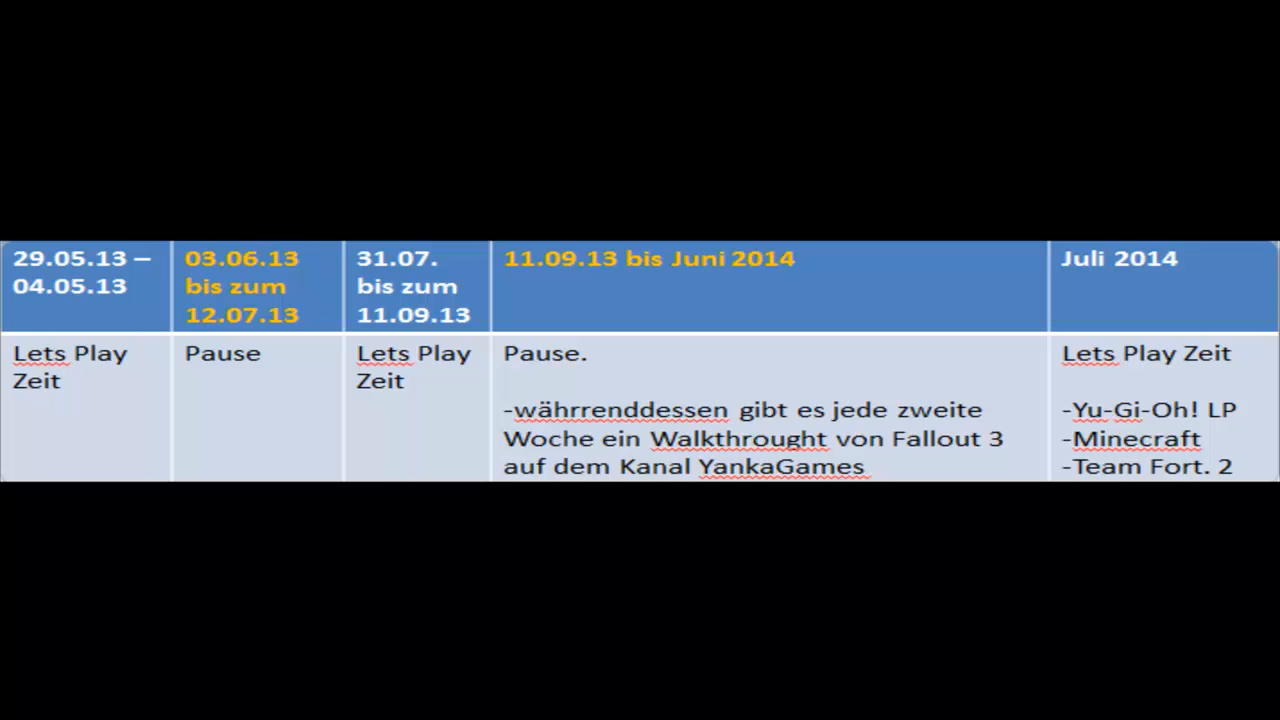 29.05.13 –
04.05.13
03.06.13
bis zum
12.07.13
31.07.
bis zum
11.09.13
11.09.13 bis Juni 2014
Juli 2014
Lets Play
Zeit
Pause
Lets Play
Zeit
Pause.
-währrenddessen gibt es jede zweite
Woche ein Walkthrought von Fallout 3
auf dem Kanal YankaGames
Lets Play Zeit
-Yu-Gi-Oh! LP
-Minecraft
-Team Fort. 2